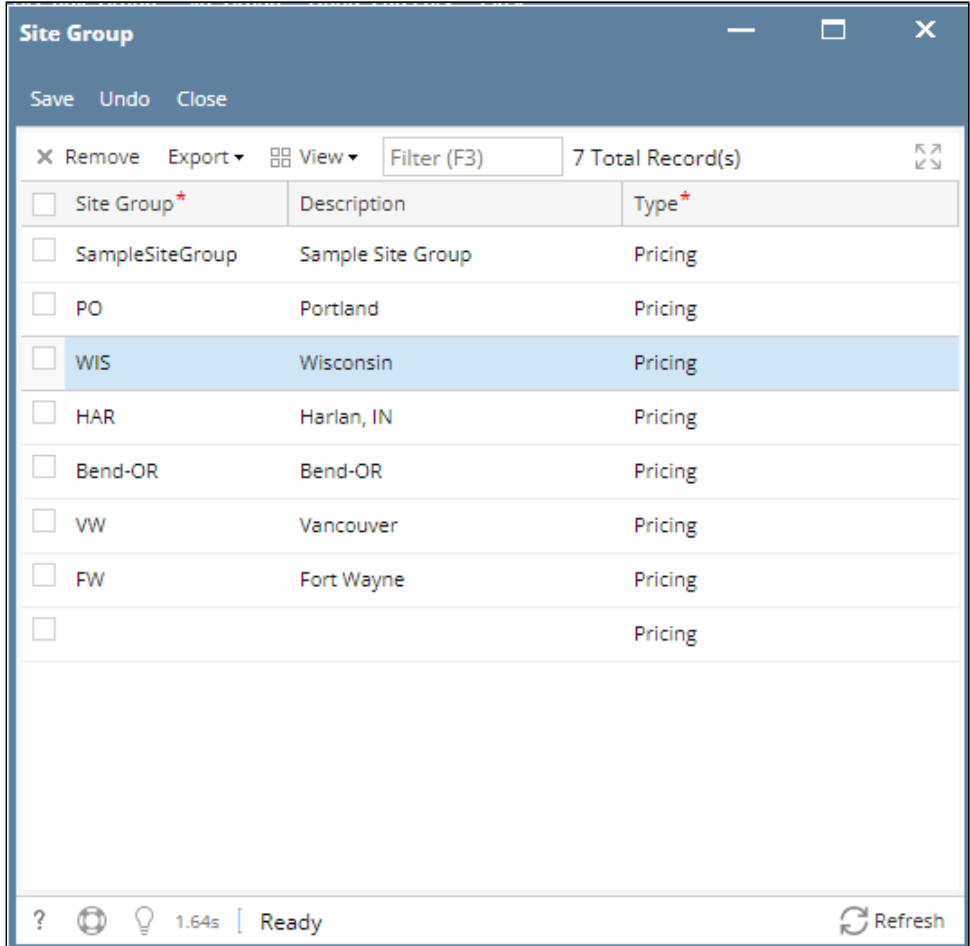 Site Group
Save Undo Close
Remove Export View Filter (F3) 7 Total Record(s)
Site Group* Description Type*
SampleSiteGroup Sample Site Group Pricing
PO Portland Pricing
WIS Wisconsin Pricing
HAR Harlan, IN Pricing
Bend-OR Bend-OR Pricing
VW Vancouver Pricing
FW Fort Wayne Pricing
Pricing
? 1.64s Ready Refresh